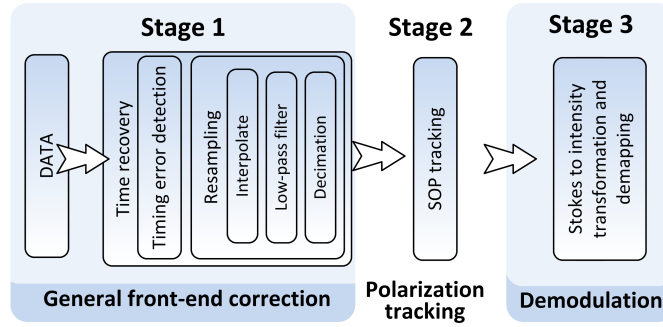 Stage 1
Stage 2
Stage 3
DATA
Time recovery
Timing error detection
Resampling
Interpolate
Low-pass filter
Decimation
SOP tracking
Stokes to intensity
transformation and
demapping
General front-end correction
Polarization
tracking
Demodulation